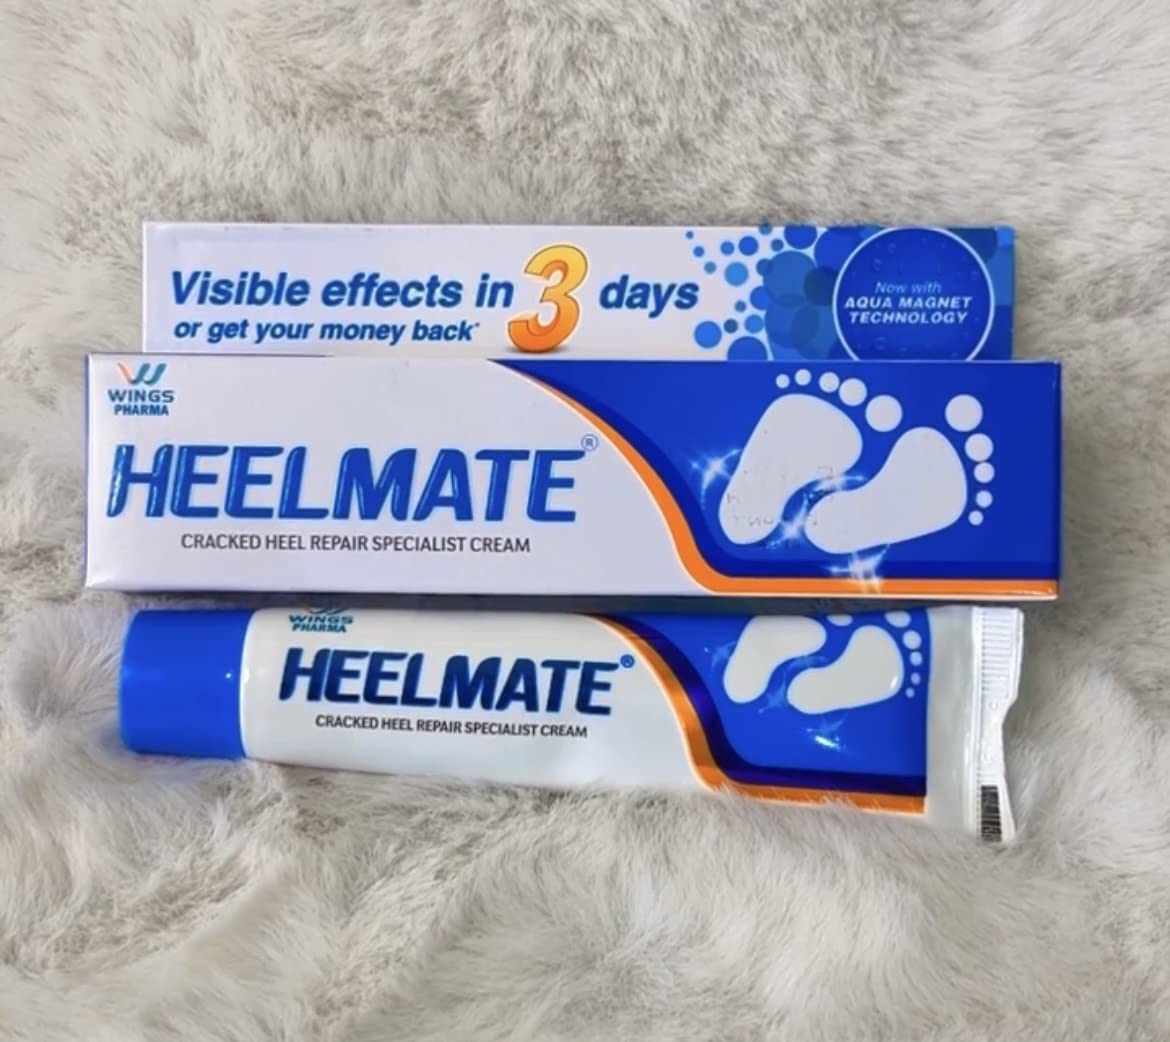 Visible effects in 3 days
or get your money back*
Now with
AQUA MAGNET
TECHNOLOGY
WINGS
PHARMA
HEELMATE®
CRACKED HEEL REPAIR SPECIALIST CREAM
WINGS
PHARMA
HEELMATE®
CRACKED HEEL REPAIR SPECIALIST CREAM